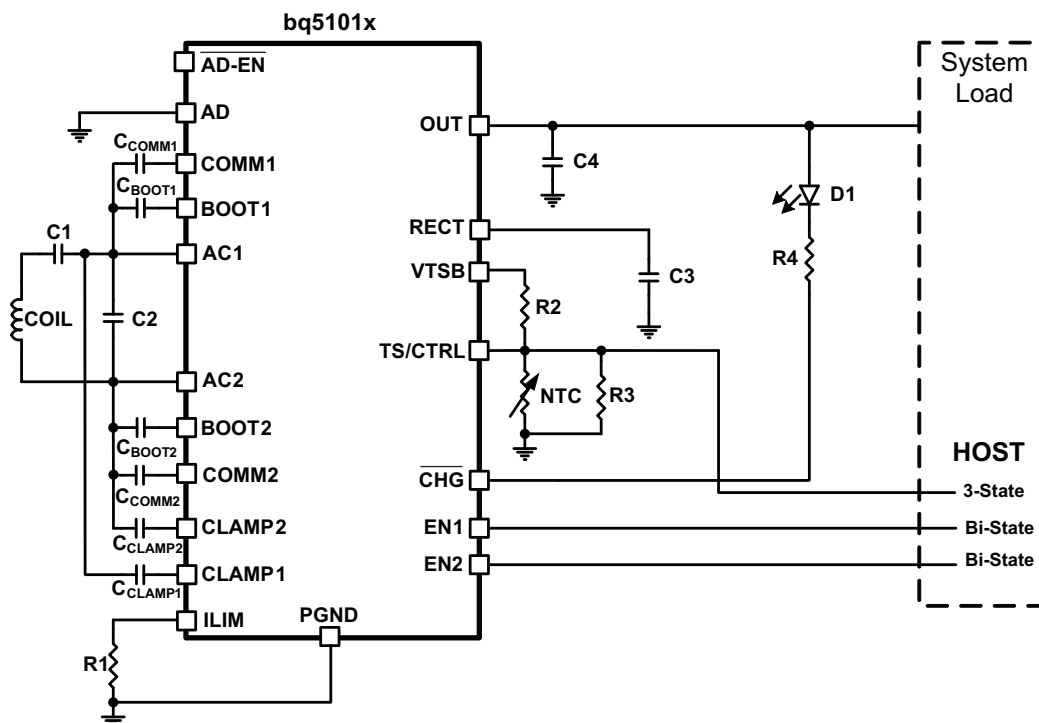 bq5101x
AD-EN
AD
COMM1
BOOT1
AC1
AC2
BOOT2
COMM2
CLAMP2
CLAMP1
ILIM
PGND
OUT
RECT
VTSB
TS/CTRL
CHG
EN1
EN2
CCOMM1
CBOOT1
C1
COIL
C2
CBOOT2
CCOMM2
CCLAMP2
CCLAMP1
R1
C4
D1
R4
C3
R2
NTC
R3
System
Load
HOST
3-State
Bi-State
Bi-State